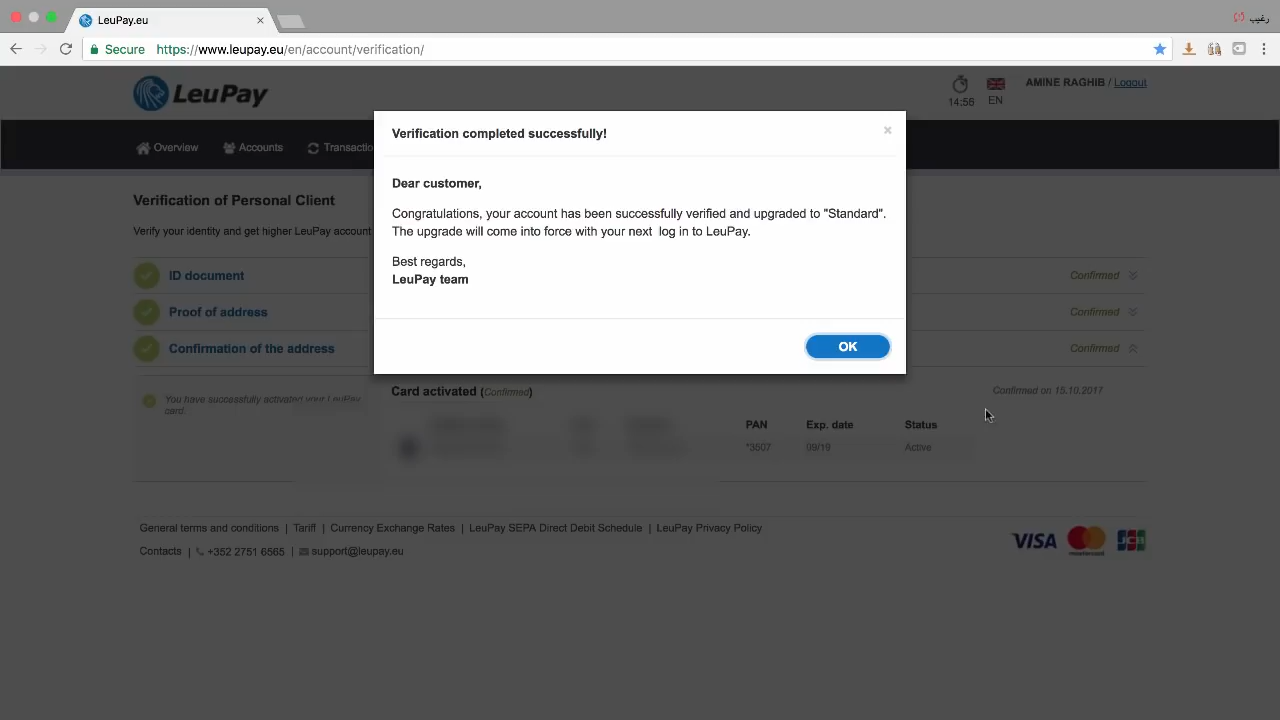 LeuPay.eu
رغيب
Secure https://www.leupay.eu/en/account/verification/
LeuPay
14:56
EN
AMINE RAGHIB / Logout
Overview Accounts Transactio
Verification completed successfully!
Dear customer,
Congratulations, your account has been successfully verified and upgraded to "Standard".
The upgrade will come into force with your next log in to LeuPay.
Best regards,
LeuPay team
OK
Verification of Personal Client
Verify your identity and get higher LeuPay account
ID document Confirmed
Proof of address Confirmed
Confirmation of the address Confirmed
You have successfully activated your LeuPay
card.
Card activated (Confirmed)
Confirmed on 15.10.2017
PAN Exp. date Status
*3507 09/19 Active
General terms and conditions | Tariff | Currency Exchange Rates | LeuPay SEPA Direct Debit Schedule | LeuPay Privacy Policy
Contacts | +352 2751 6565 | support@leupay.eu
VISA mastercard JCB